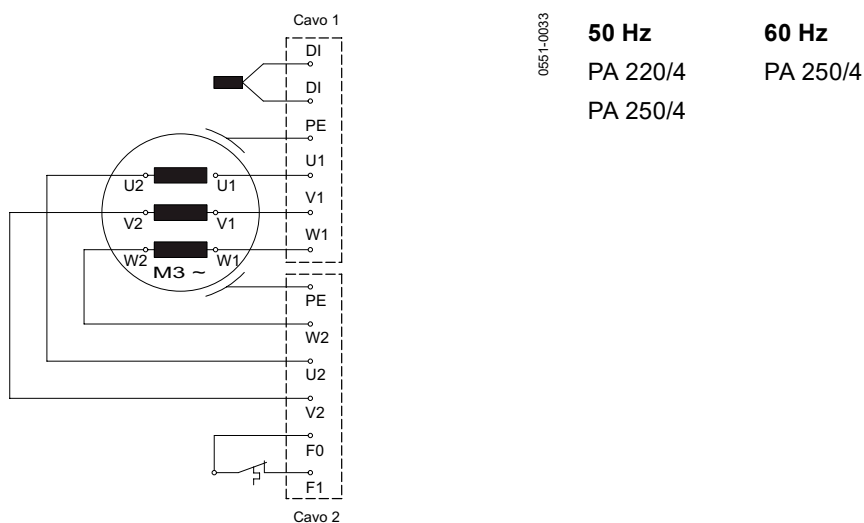 Cavo 1
DI
DI
PE
U1
V1
W1
U2 U1
V2 V1
W2 W1
M3 ~
PE
W2
U2
V2
F0
F1
Cavo 2
0551-0033
50 Hz 60 Hz
PA 220/4 PA 250/4
PA 250/4